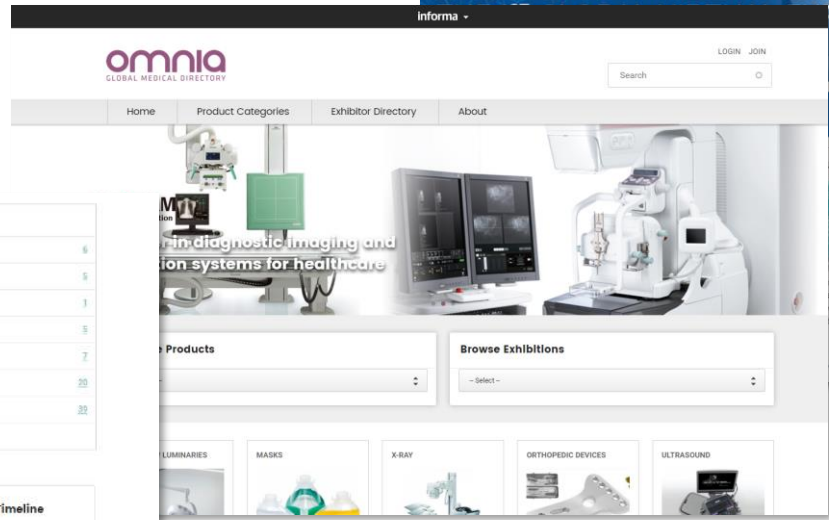 informa
omnia
GLOBAL MEDICAL DIRECTORY
LOGIN JOIN
Search
Home Product Categories Exhibitor Directory About
in diagnostic imaging and
systems for healthcare
6
5
1
5
7
20
39
Products
Browse Exhibitions
-- Select --
LUMINARIES MASKS X-RAY ORTHOPEDIC DEVICES ULTRASOUND
Timeline